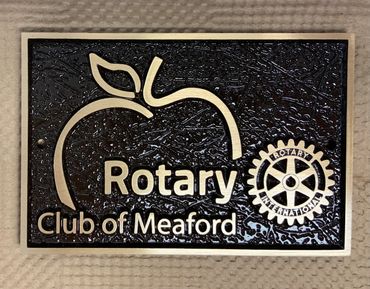 Rotary
Club of Meaford
ROTARY
INTERNATIONAL